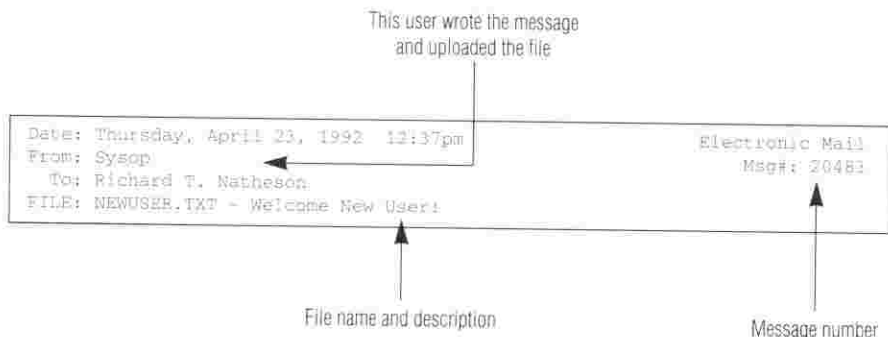 This user wrote the message
and uploaded the file
Date: Thursday, April 23, 1992 12:37pm
Electronic Mail
From: Sysop
Msg#: 20483
To: Richard T. Natheson
FILE: NEWUSER.TXT - Welcome New User!
File name and description
Message number